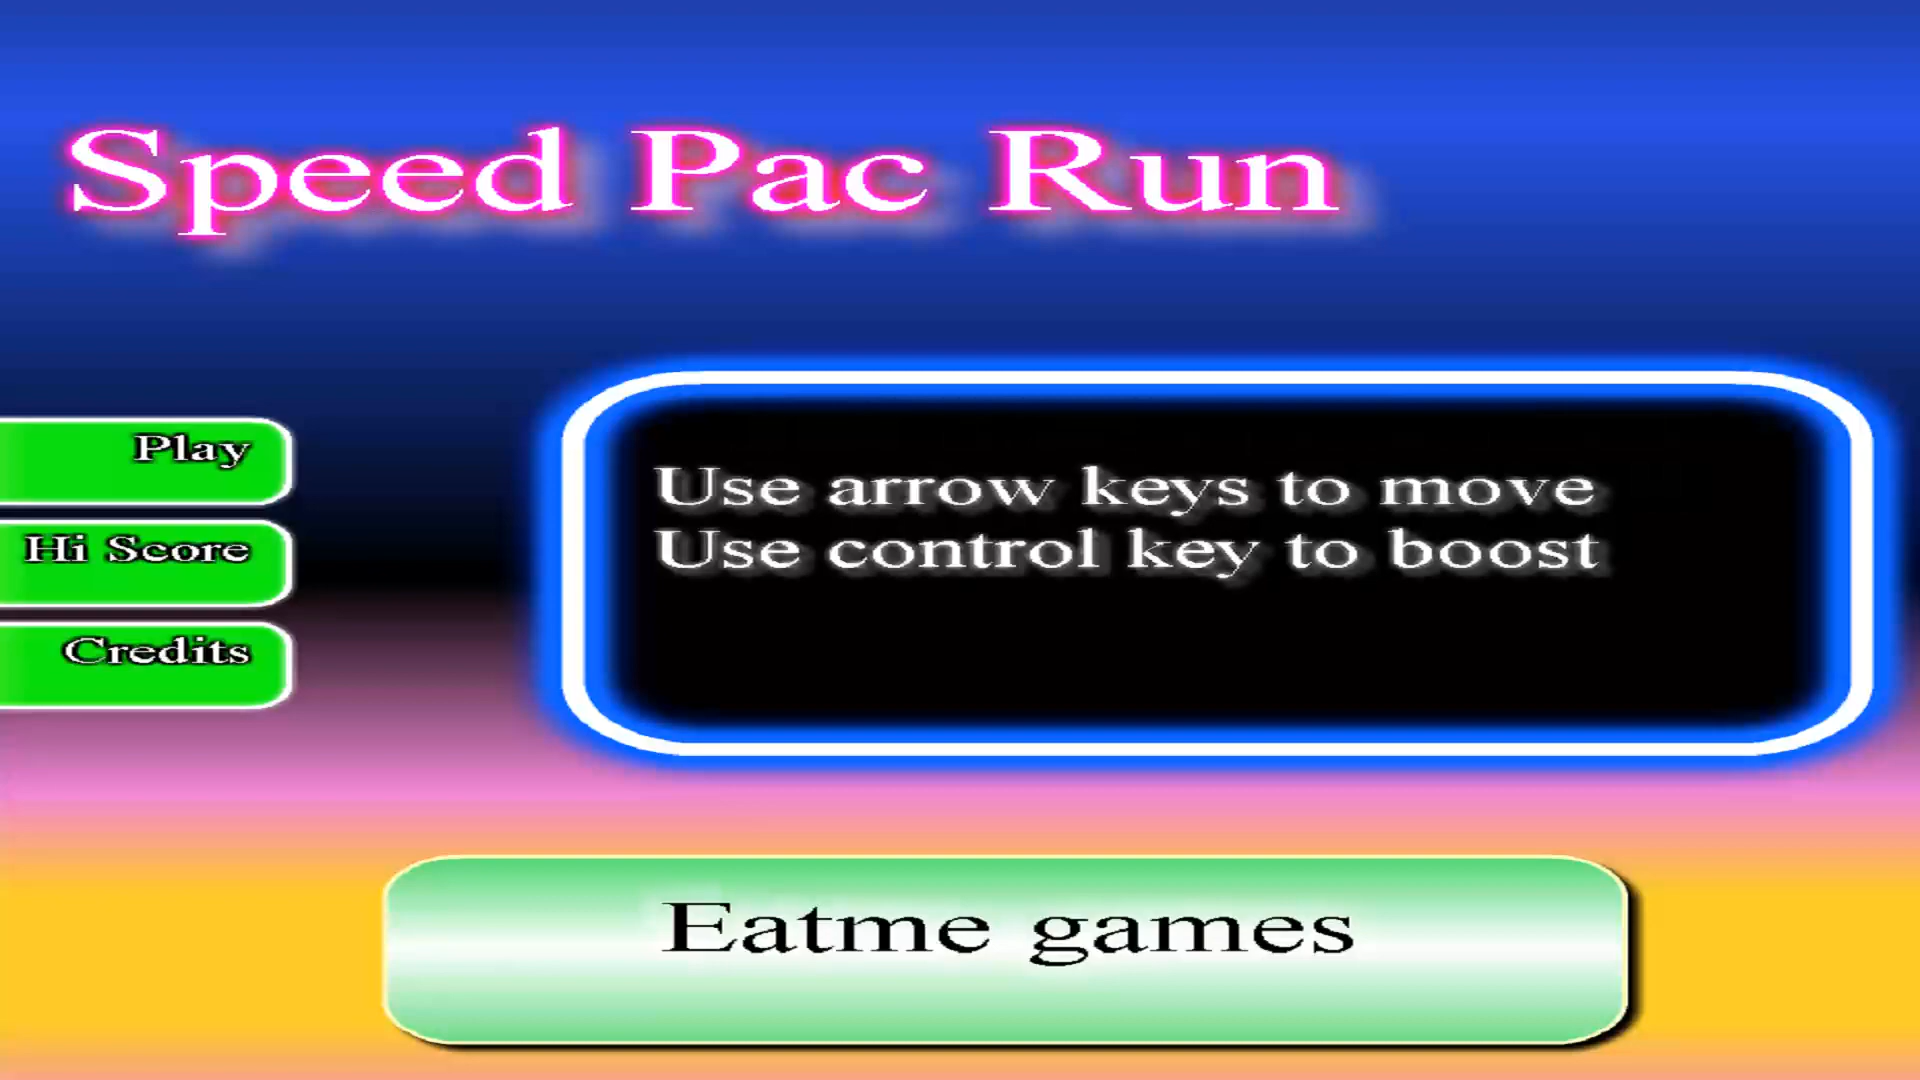 Speed Pac Run
Play
Hi Score
Credits
Use arrow keys to move
Use control key to boost
Eatme games